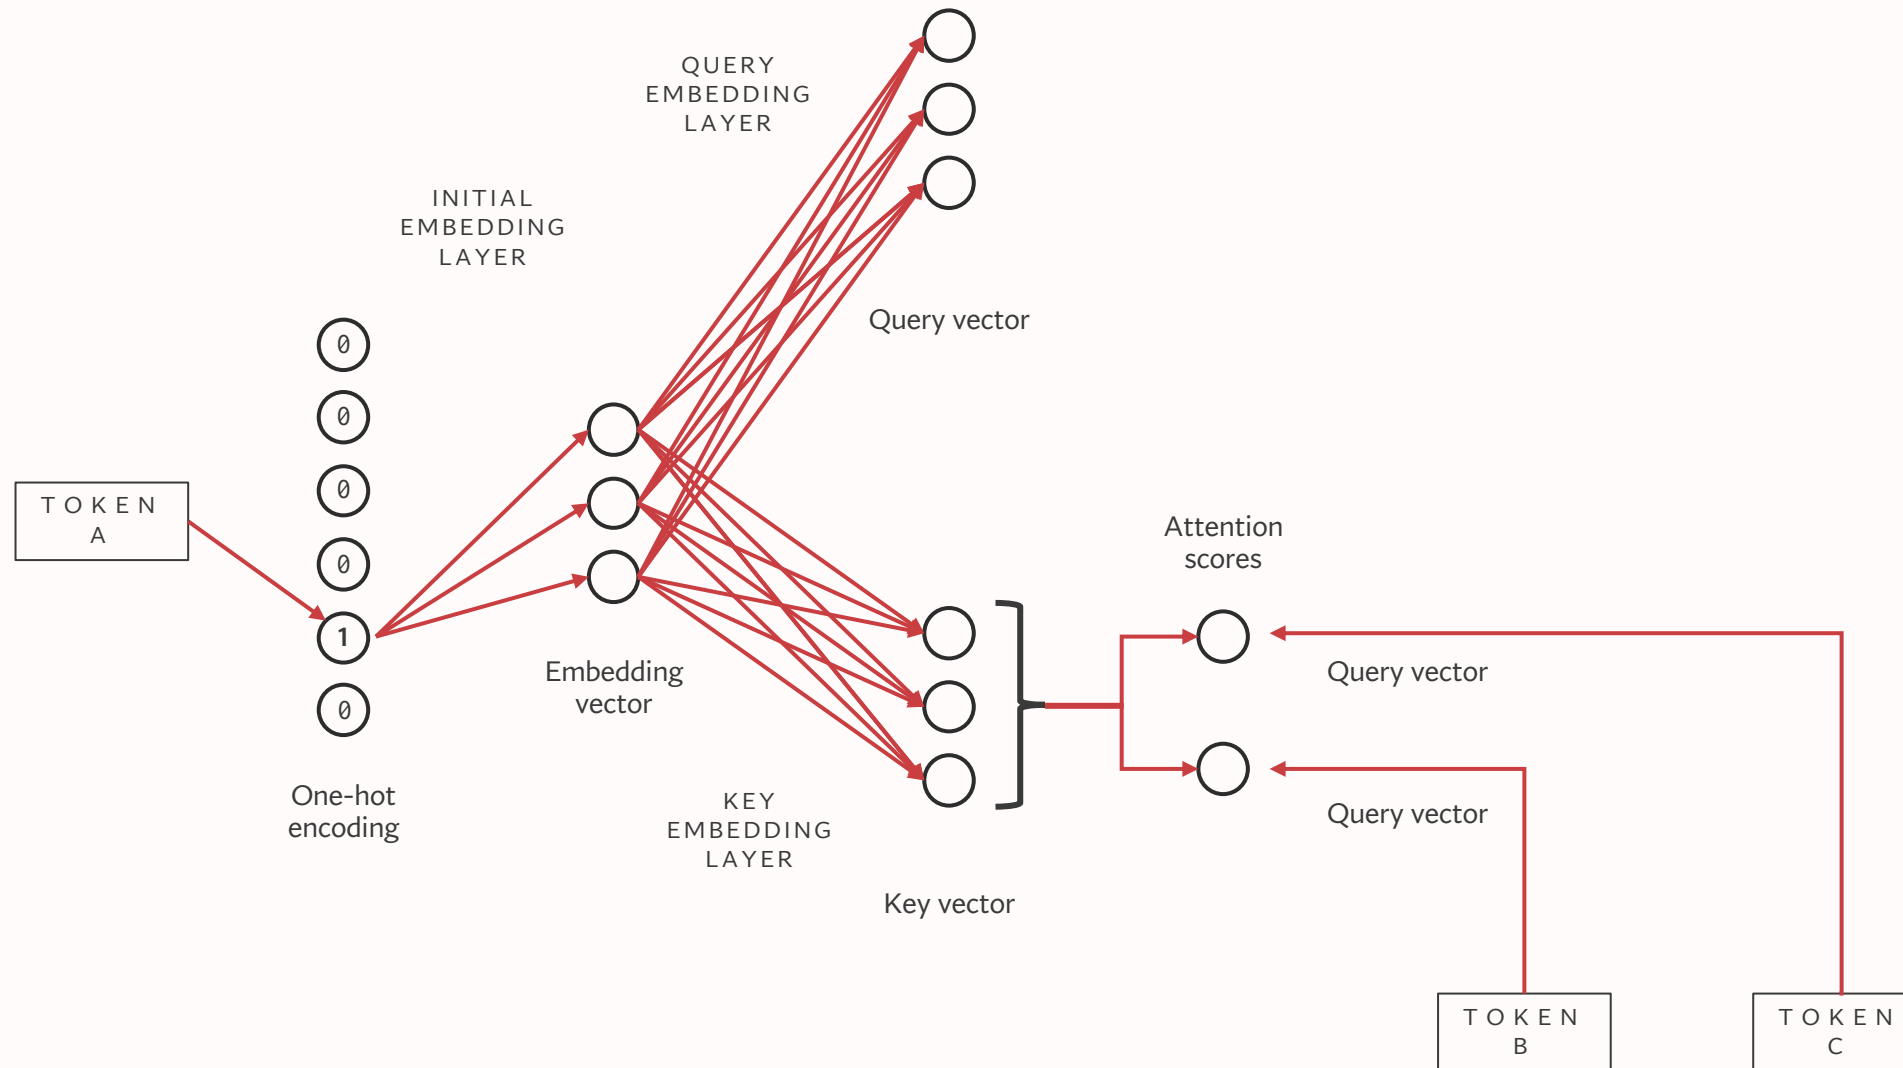 QUERY
EMBEDDING
LAYER
INITIAL
EMBEDDING
LAYER
Query vector
0
0
0
0
1
0
TOKEN
A
Attention
scores
Embedding
vector
Query vector
One-hot
encoding
KEY
EMBEDDING
LAYER
Query vector
Key vector
TOKEN
B
TOKEN
C